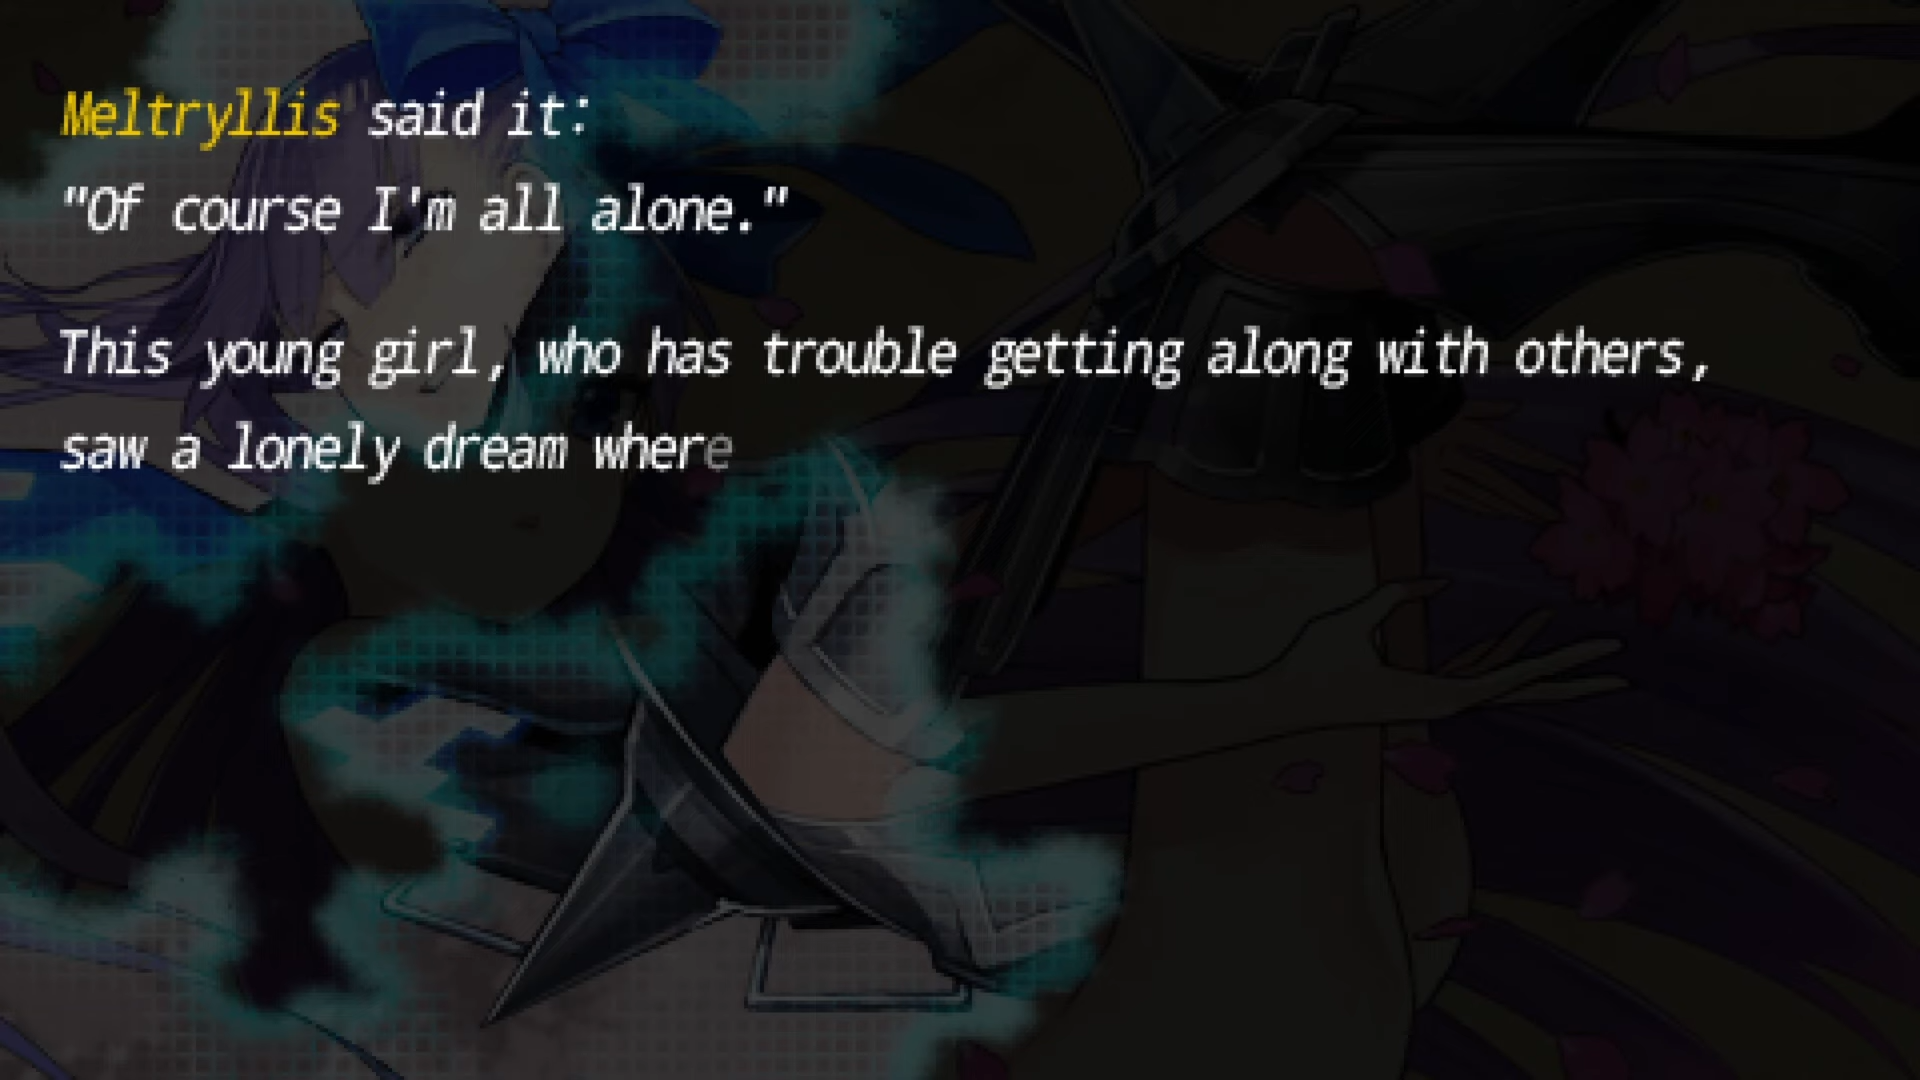 Meltryllis said it:
"Of course I'm all alone."
This young girl, who has trouble getting along with others,
saw a lonely dream where